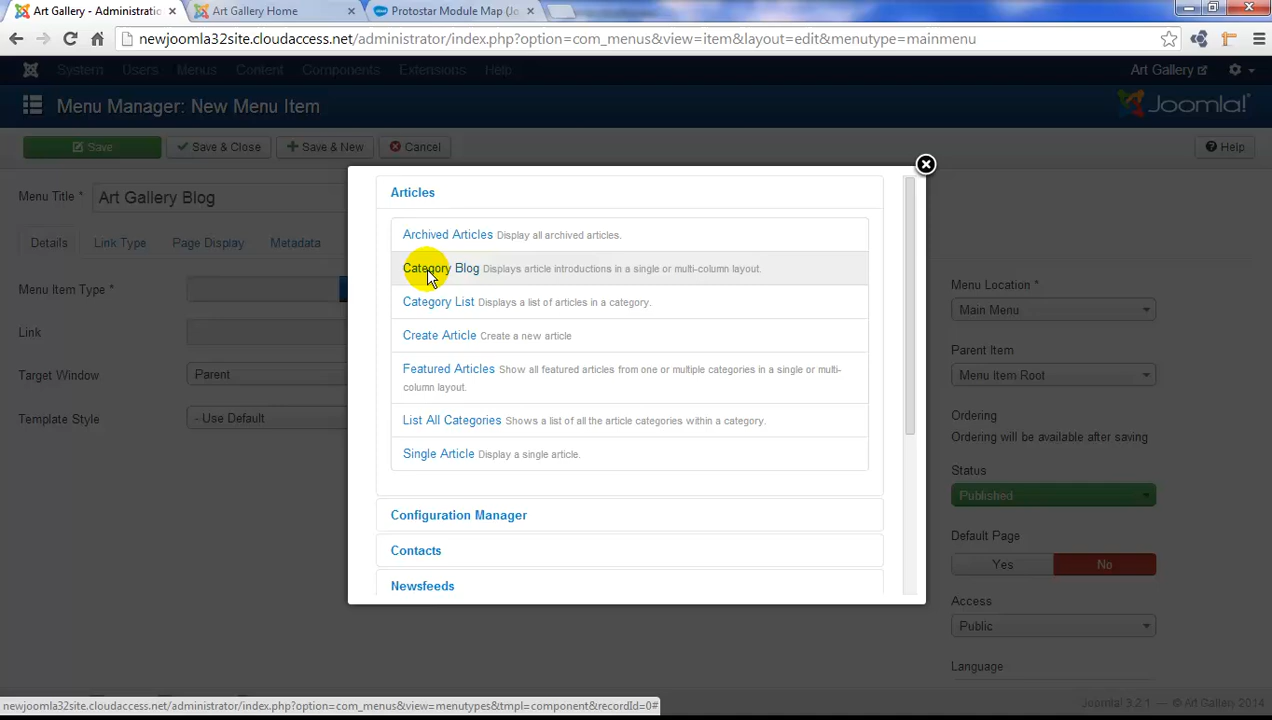 Art Gallery - Administratio
Art Gallery Home
Protostar Module Map (Jo
newjoomla32site.cloudaccess.net/administrator/index.php?option=com_menus&view=item&layout=edit&menutype=mainmenu
System Users Menus Content Components Extensions Help
Art Gallery
Menu Manager: New Menu Item
Joomla!
Save
Save & Close
Save & New
Cancel
Help
Menu Title *
Art Gallery Blog
Details
Link Type
Page Display
Metadata
Menu Item Type *
Link
Target Window
Parent
Template Style
- Use Default
Articles
Archived Articles Display all archived articles.
Category Blog Displays article introductions in a single or multi-column layout.
Category List Displays a list of articles in a category.
Create Article Create a new article
Featured Articles Show all featured articles from one or multiple categories in a single or multi-
column layout.
List All Categories Shows a list of all the article categories within a category.
Single Article Display a single article.
Configuration Manager
Contacts
Newsfeeds
Menu Location *
Main Menu
Parent Item
Menu Item Root
Ordering
Ordering will be available after saving
Status
Published
Default Page
Yes
No
Access
Public
Language
newjoomla32site.cloudaccess.net/administrator/index.php?option=com_menus&view=menutypes&tmpl=component&recordId=0#
Joomla! 3.2.1 — © Art Gallery 2014